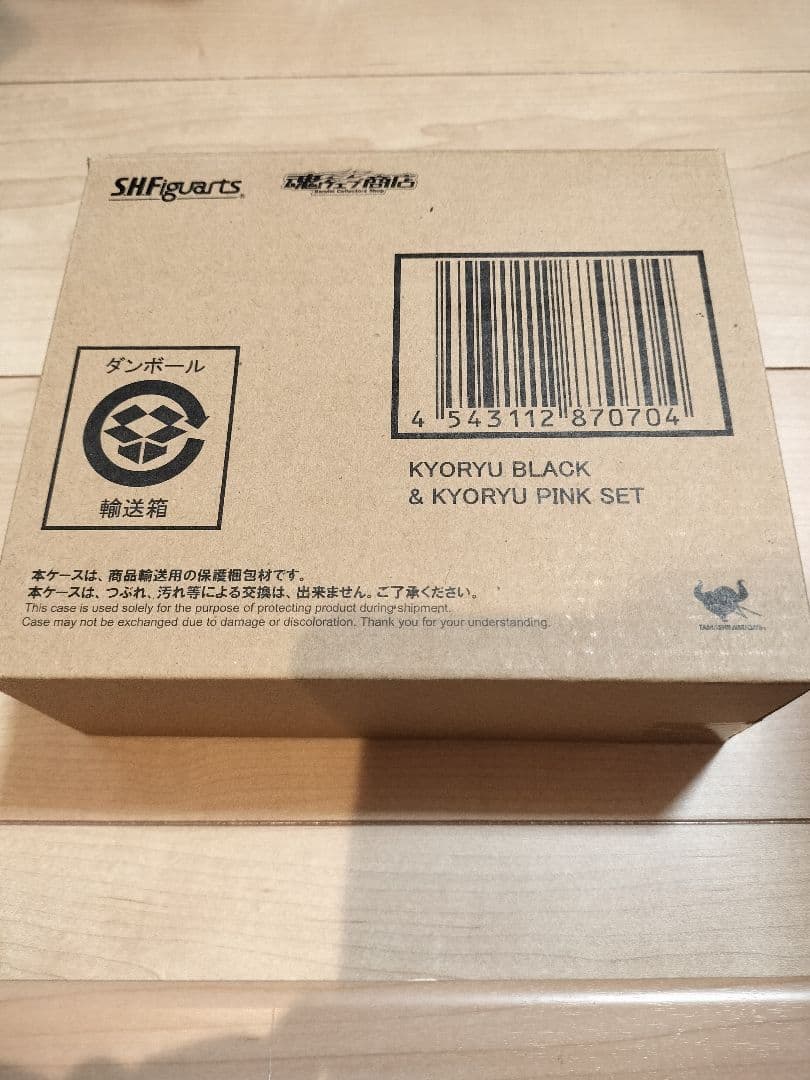 S.H.Figuarts
魂ウェブ商店
Bandai Collectors Shop
ダンボール
輸送箱
4 543112 870704
KYORYU BLACK
& KYORYU PINK SET
本ケースは、商品輸送用の保護梱包材です。
本ケースは、つぶれ、汚れ等による交換は、出来ません。ご了承ください。
This case is used solely for the purpose of protecting product during shipment.
Case may not be exchanged due to damage or discoloration. Thank you for your understanding.
TAMASHII NATIONS